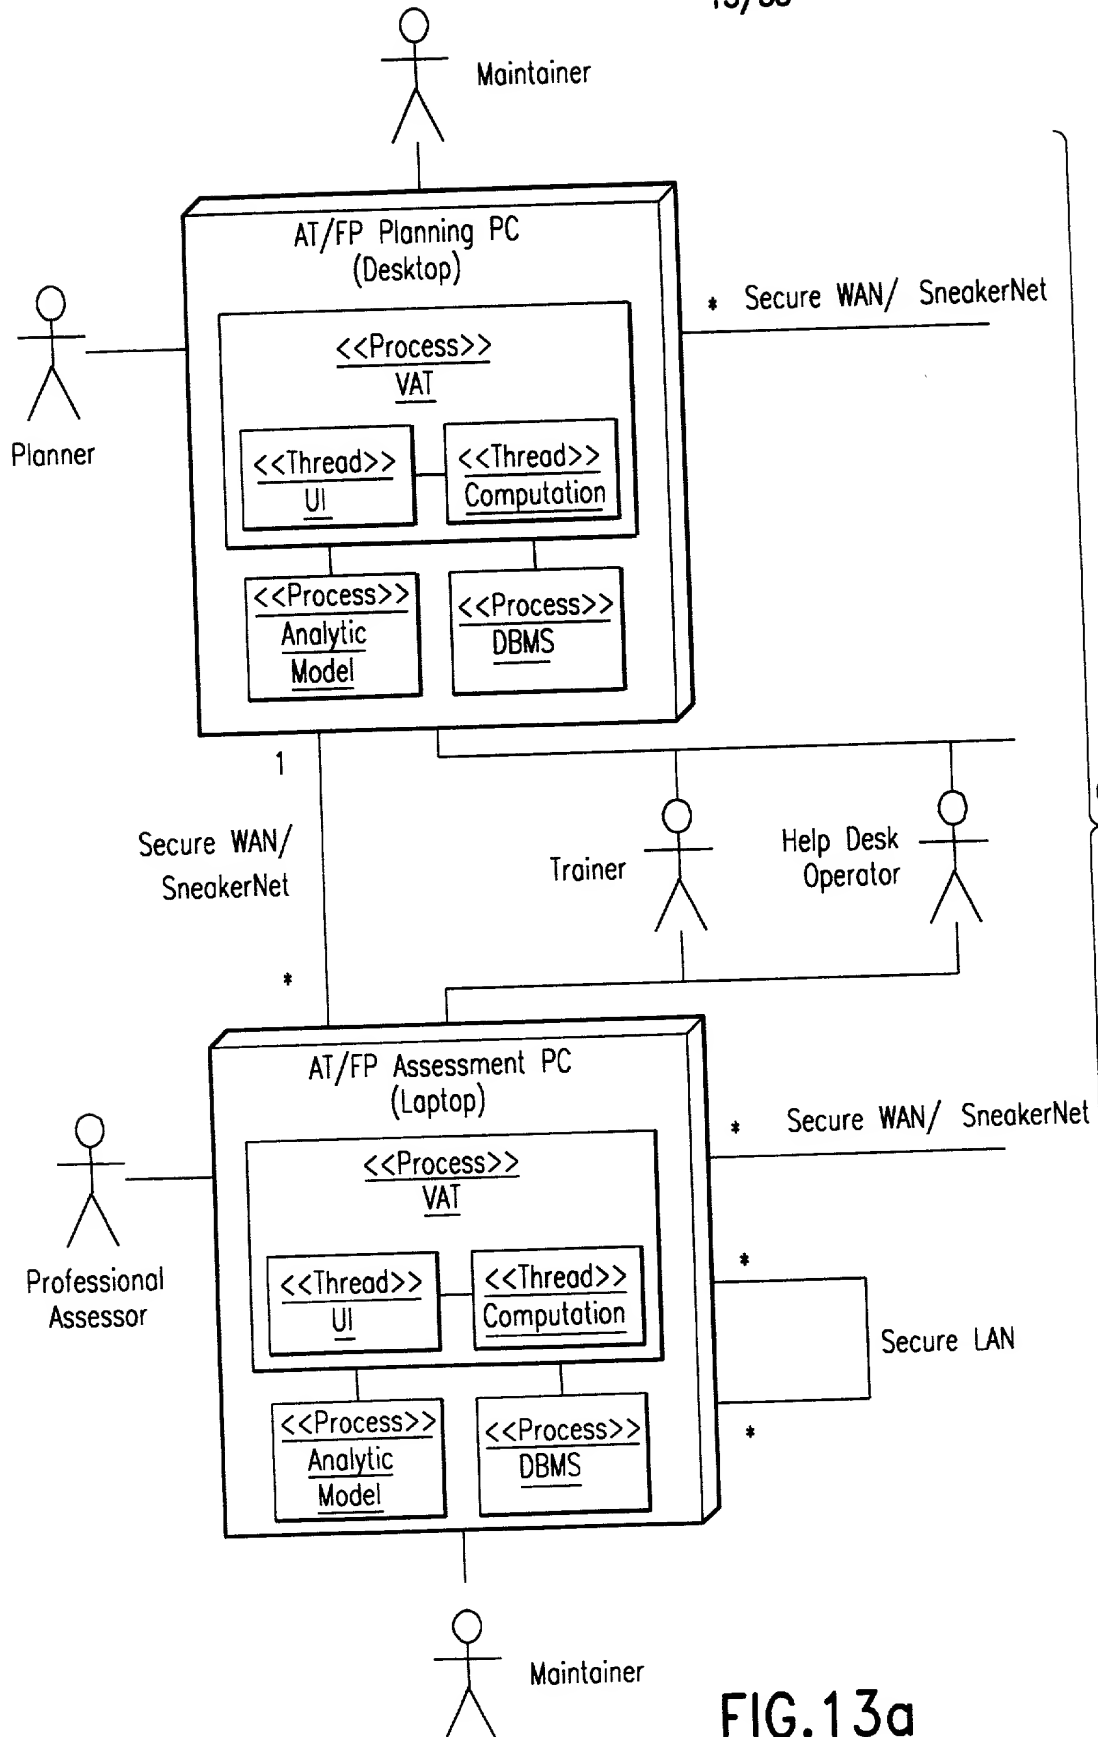 Maintainer
AT/FP Planning PC
(Desktop)
* Secure WAN/ SneakerNet
<<Process>>
VAT
Planner
<<Thread>>
UI
<<Thread>>
Computation
<<Process>>
Analytic
Model
<<Process>>
DBMS
1
Secure WAN/
SneakerNet
*
Trainer
Help Desk
Operator
AT/FP Assessment PC
(Laptop)
* Secure WAN/ SneakerNet
<<Process>>
VAT
Professional
Assessor
<<Thread>>
UI
<<Thread>>
Computation
*
Secure LAN
*
<<Process>>
Analytic
Model
<<Process>>
DBMS
Maintainer
FIG.13a